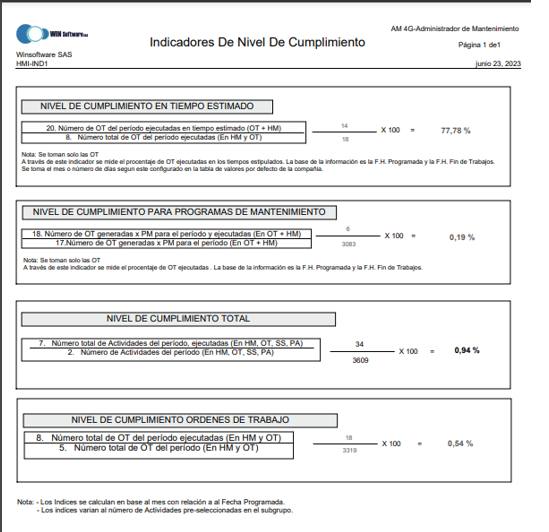 WIN Software
AM 4G-Administrador de Mantenimiento
Indicadores De Nivel De Cumplimiento
Página 1 de1
Winsoftware SAS
HMI-IND1
junio 23, 2023
NIVEL DE CUMPLIMIENTO EN TIEMPO ESTIMADO
20. Número de OT del período ejecutadas en tiempo estimado (OT + HM)
8. Número total de OT del período ejecutadas (En HM y OT)
14
18
X 100 = 77,78 %
Nota: Se toman solo las OT
A través de este indicador se mide el procentaje de OT ejecutadas en los tiempos estipulados. La base de la información es la F.H. Programada y la F.H. Fin de Trabajos.
Se toma el mes o número de días segun este configurado en la tabla de valores por defecto de la compañía.
NIVEL DE CUMPLIMIENTO PARA PROGRAMAS DE MANTENIMIENTO
18. Número de OT generadas x PM para el período y ejecutadas (En OT + HM)
17.Número de OT generadas x PM para el período (En OT + HM)
6
3083
X 100 = 0,19 %
Nota: Se toman solo las OT
A través de este indicador se mide el procentaje de OT ejecutadas . La base de la información es la F.H. Programada y la F.H. Fin de Trabajos.
NIVEL DE CUMPLIMIENTO TOTAL
7. Número total de Actividades del período, ejecutadas (En HM, OT, SS, PA)
2. Número de Actividades del período (En HM, OT, SS, PA)
34
3609
X 100 = 0,94 %
NIVEL DE CUMPLIMIENTO ORDENES DE TRABAJO
8. Número total de OT del período ejecutadas (En HM y OT)
5. Número total de OT del período (En HM y OT)
18
3319
X 100 = 0,54 %
Nota: - Los Indices se calculan en base al mes con relación a al Fecha Programada.
- Los indices varian al número de Actividades pre-seleccionadas en el subgrupo.